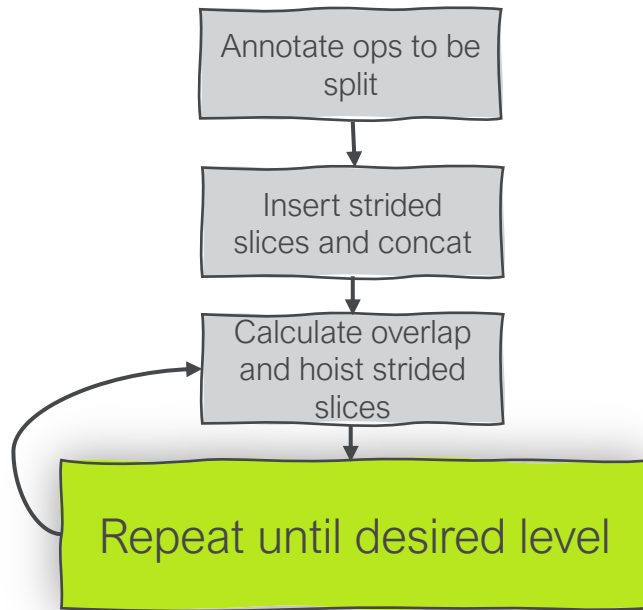 Annotate ops to be
split
Insert strided
slices and concat
Calculate overlap
and hoist strided
slices
Repeat until desired level